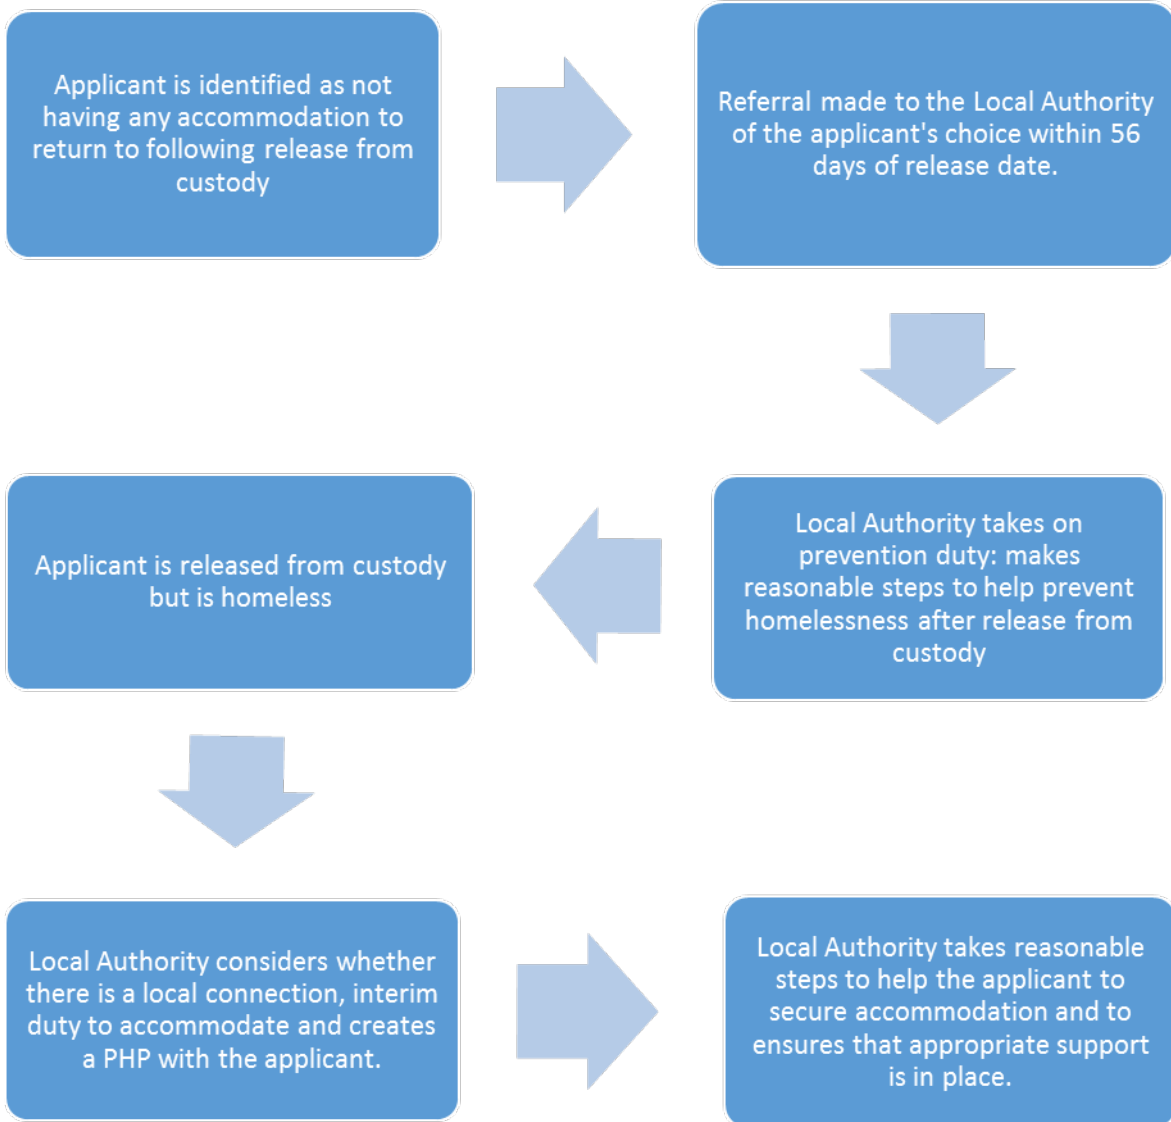 Applicant is identified as not
having any accommodation to
return to following release from
custody
Referral made to the Local Authority
of the applicant's choice within 56
days of release date.
Local Authority takes on
prevention duty: makes
reasonable steps to help prevent
homelessness after release from
custody
Applicant is released from custody
but is homeless
Local Authority considers whether
there is a local connection, interim
duty to accommodate and creates
a PHP with the applicant.
Local Authority takes reasonable
steps to help the applicant to
secure accommodation and to
ensures that appropriate support
is in place.